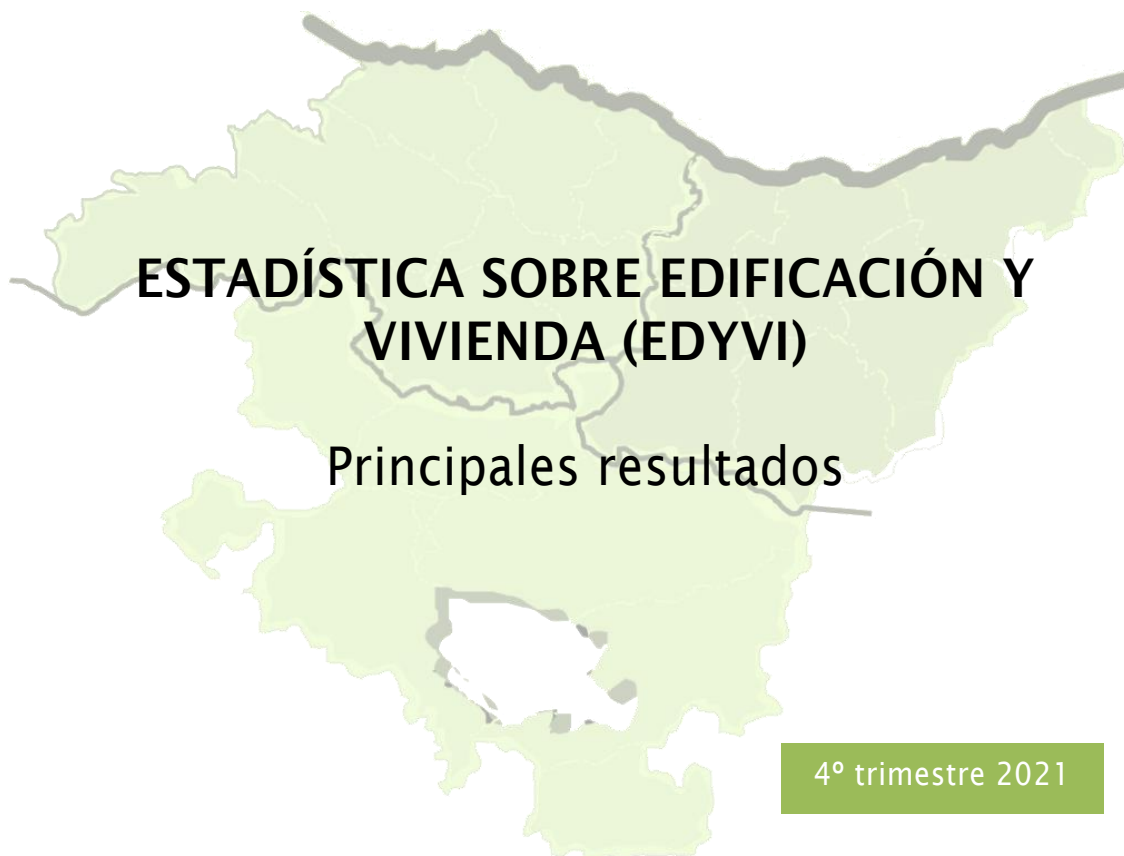 ESTADÍSTICA SOBRE EDIFICACIÓN Y
VIVIENDA (EDYVI)
Principales resultados
4º trimestre 2021